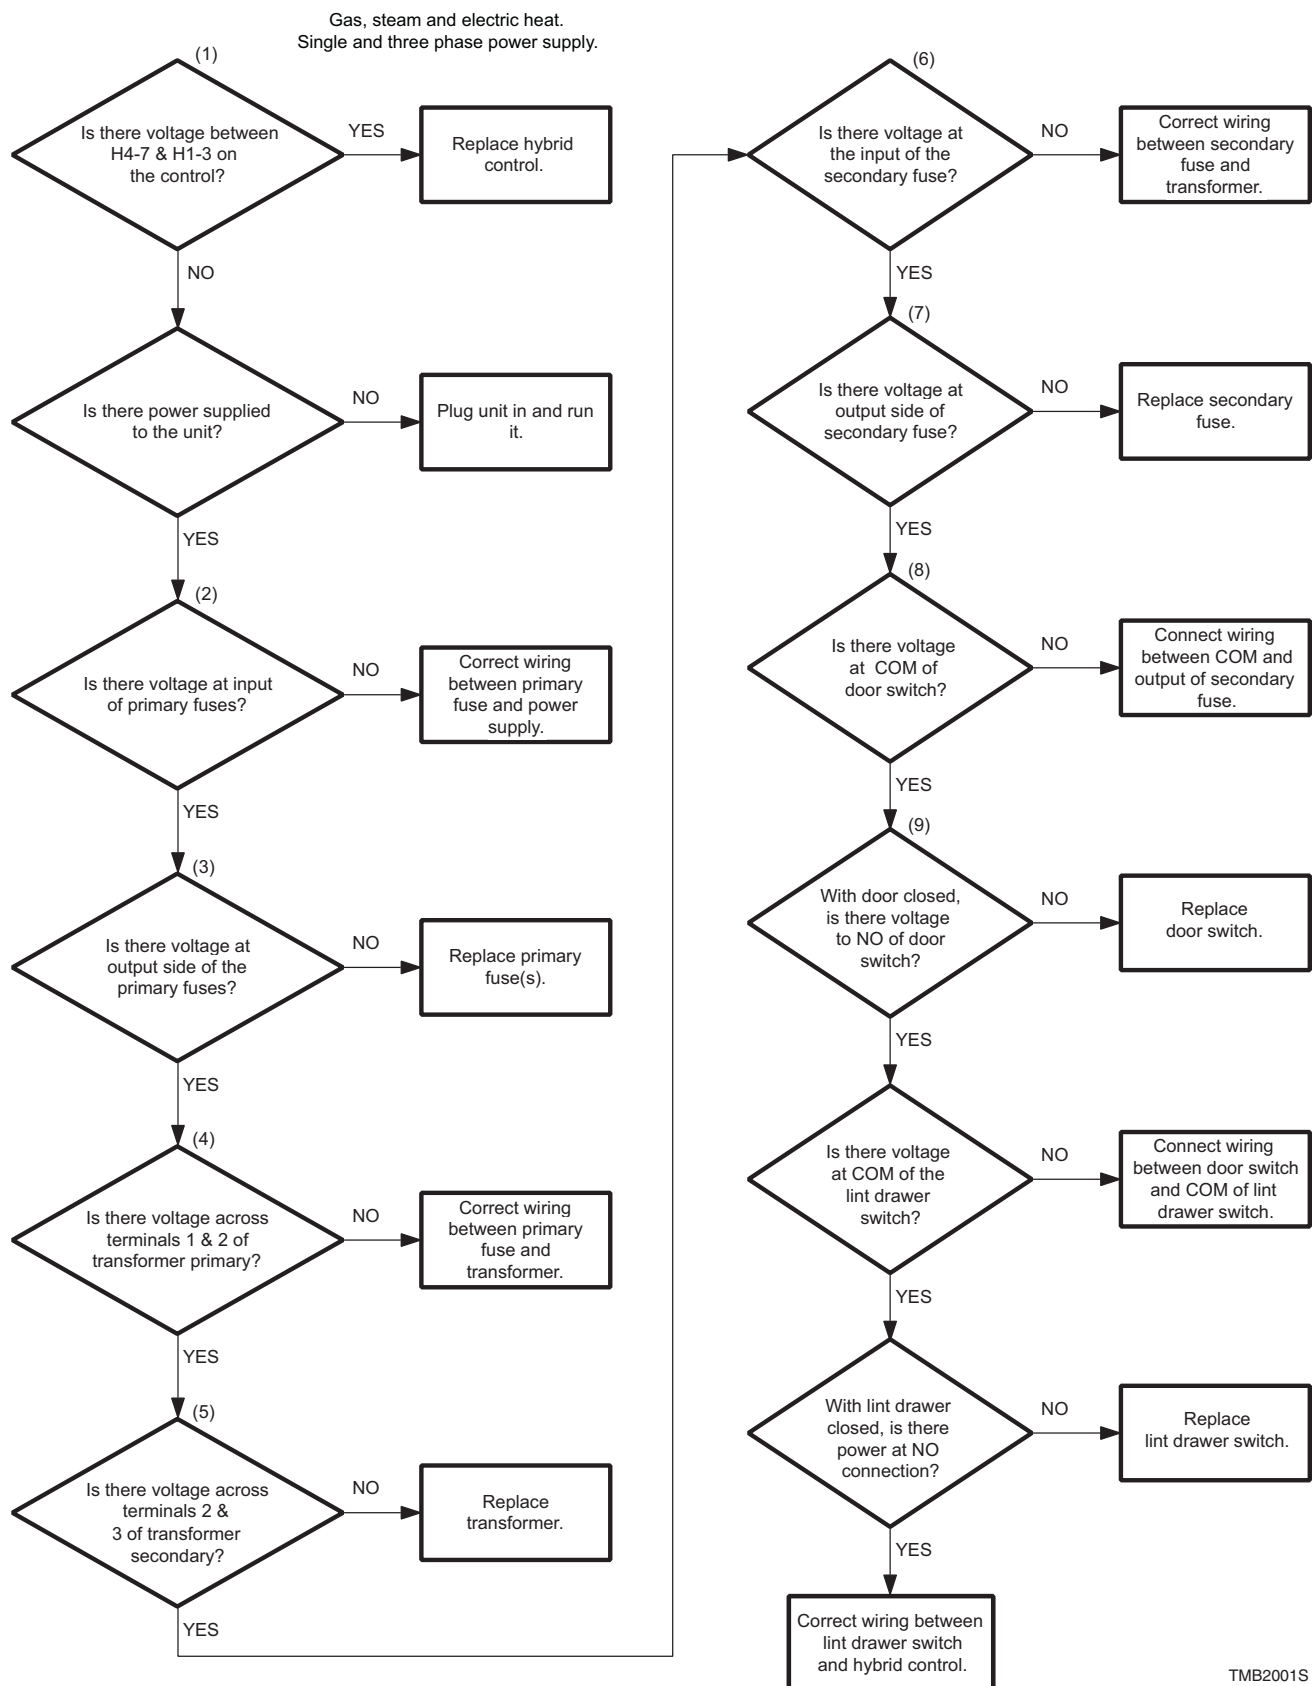 Gas, steam and electric heat.
Single and three phase power supply.
(1)
Is there voltage between
H4-7 & H1-3 on
the control?
YES
Replace hybrid
control.
NO
Is there power supplied
to the unit?
NO
Plug unit in and run
it.
YES
(2)
Is there voltage at input
of primary fuses?
NO
Correct wiring
between primary
fuse and power
supply.
YES
(3)
Is there voltage at
output side of the
primary fuses?
NO
Replace primary
fuse(s).
YES
(4)
Is there voltage across
terminals 1 & 2 of
transformer primary?
NO
Correct wiring
between primary
fuse and
transformer.
YES
(5)
Is there voltage across
terminals 2 &
3 of transformer
secondary?
NO
Replace
transformer.
YES
(6)
Is there voltage at
the input of the
secondary fuse?
NO
Correct wiring
between secondary
fuse and
transformer.
YES
(7)
Is there voltage at
output side of
secondary fuse?
NO
Replace secondary
fuse.
YES
(8)
Is there voltage
at COM of
door switch?
NO
Connect wiring
between COM and
output of secondary
fuse.
YES
(9)
With door closed,
is there voltage
to NO of door
switch?
NO
Replace
door switch.
YES
Is there voltage
at COM of the
lint drawer
switch?
NO
Connect wiring
between door switch
and COM of lint
drawer switch.
YES
With lint drawer
closed, is there
power at NO
connection?
NO
Replace
lint drawer switch.
YES
Correct wiring between
lint drawer switch
and hybrid control.
TMB2001S